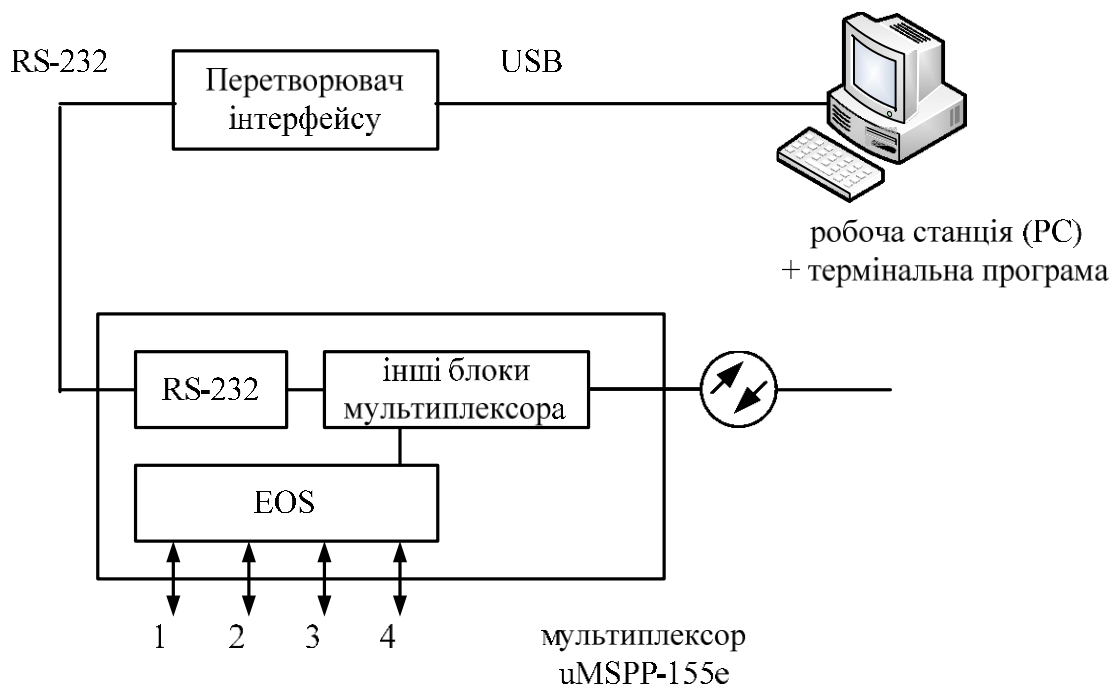 RS-232
Перетворювач
інтерфейсу
USB
робоча станція (PC)
+ термінальна програма
RS-232
інші блоки
мультиплексора
EOS
1 2 3 4
мультиплексор
uMSPP-155e